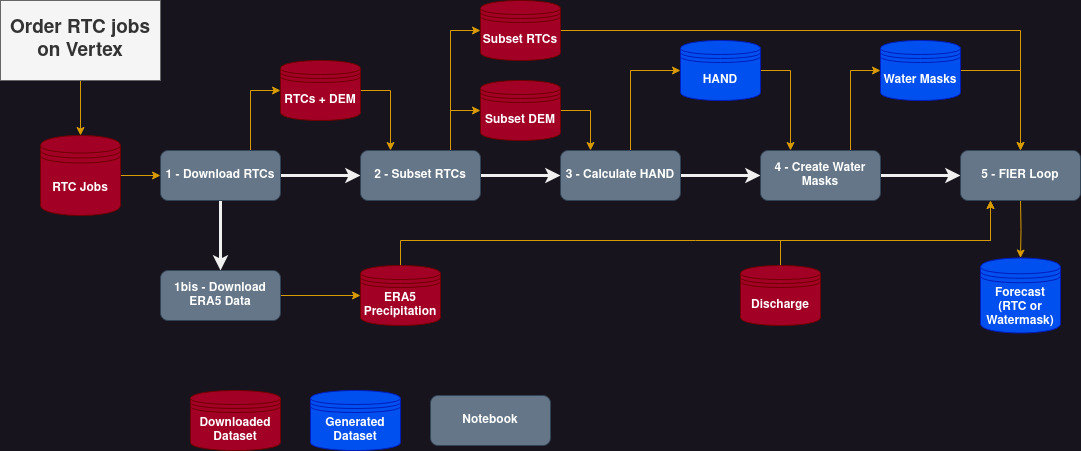 Order RTC jobs
on Vertex
Subset RTCs
RTCs + DEM
Subset DEM
HAND
Water Masks
RTC Jobs
1 - Download RTCs
2 - Subset RTCs
3 - Calculate HAND
4 - Create Water
Masks
5 - FIER Loop
1bis - Download
ERA5 Data
ERA5
Precipitation
Discharge
Forecast
(RTC or
Watermask)
Downloaded
Dataset
Generated
Dataset
Notebook